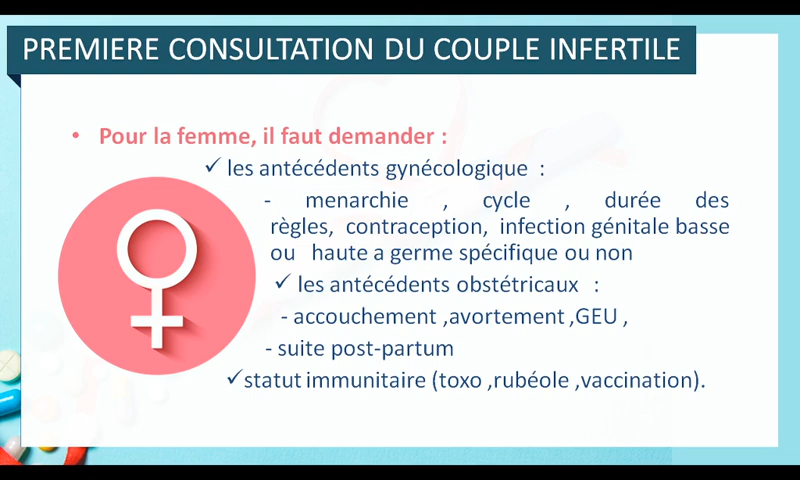 PREMIERE CONSULTATION DU COUPLE INFERTILE
• Pour la femme, il faut demander :
✓ les antécédents gynécologique :
- menarchie , cycle , durée des
règles, contraception, infection génitale basse
ou haute a germe spécifique ou non
✓ les antécédents obstétricaux :
- accouchement ,avortement ,GEU ,
- suite post-partum
✓statut immunitaire (toxo ,rubéole ,vaccination).